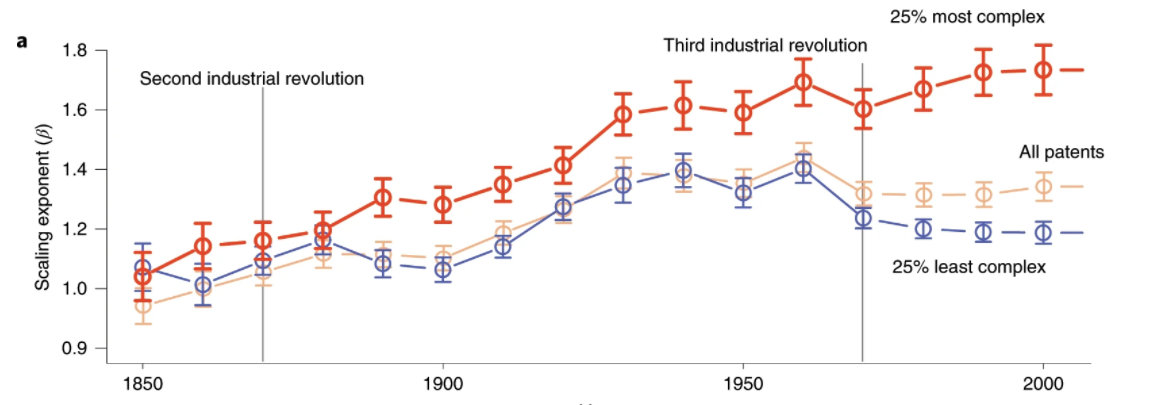 a
25% most complex
Third industrial revolution
Second industrial revolution
Scaling exponent (β)
1.8
1.6
1.4
1.2
1.0
0.9
All patents
25% least complex
1850
1900
1950
2000